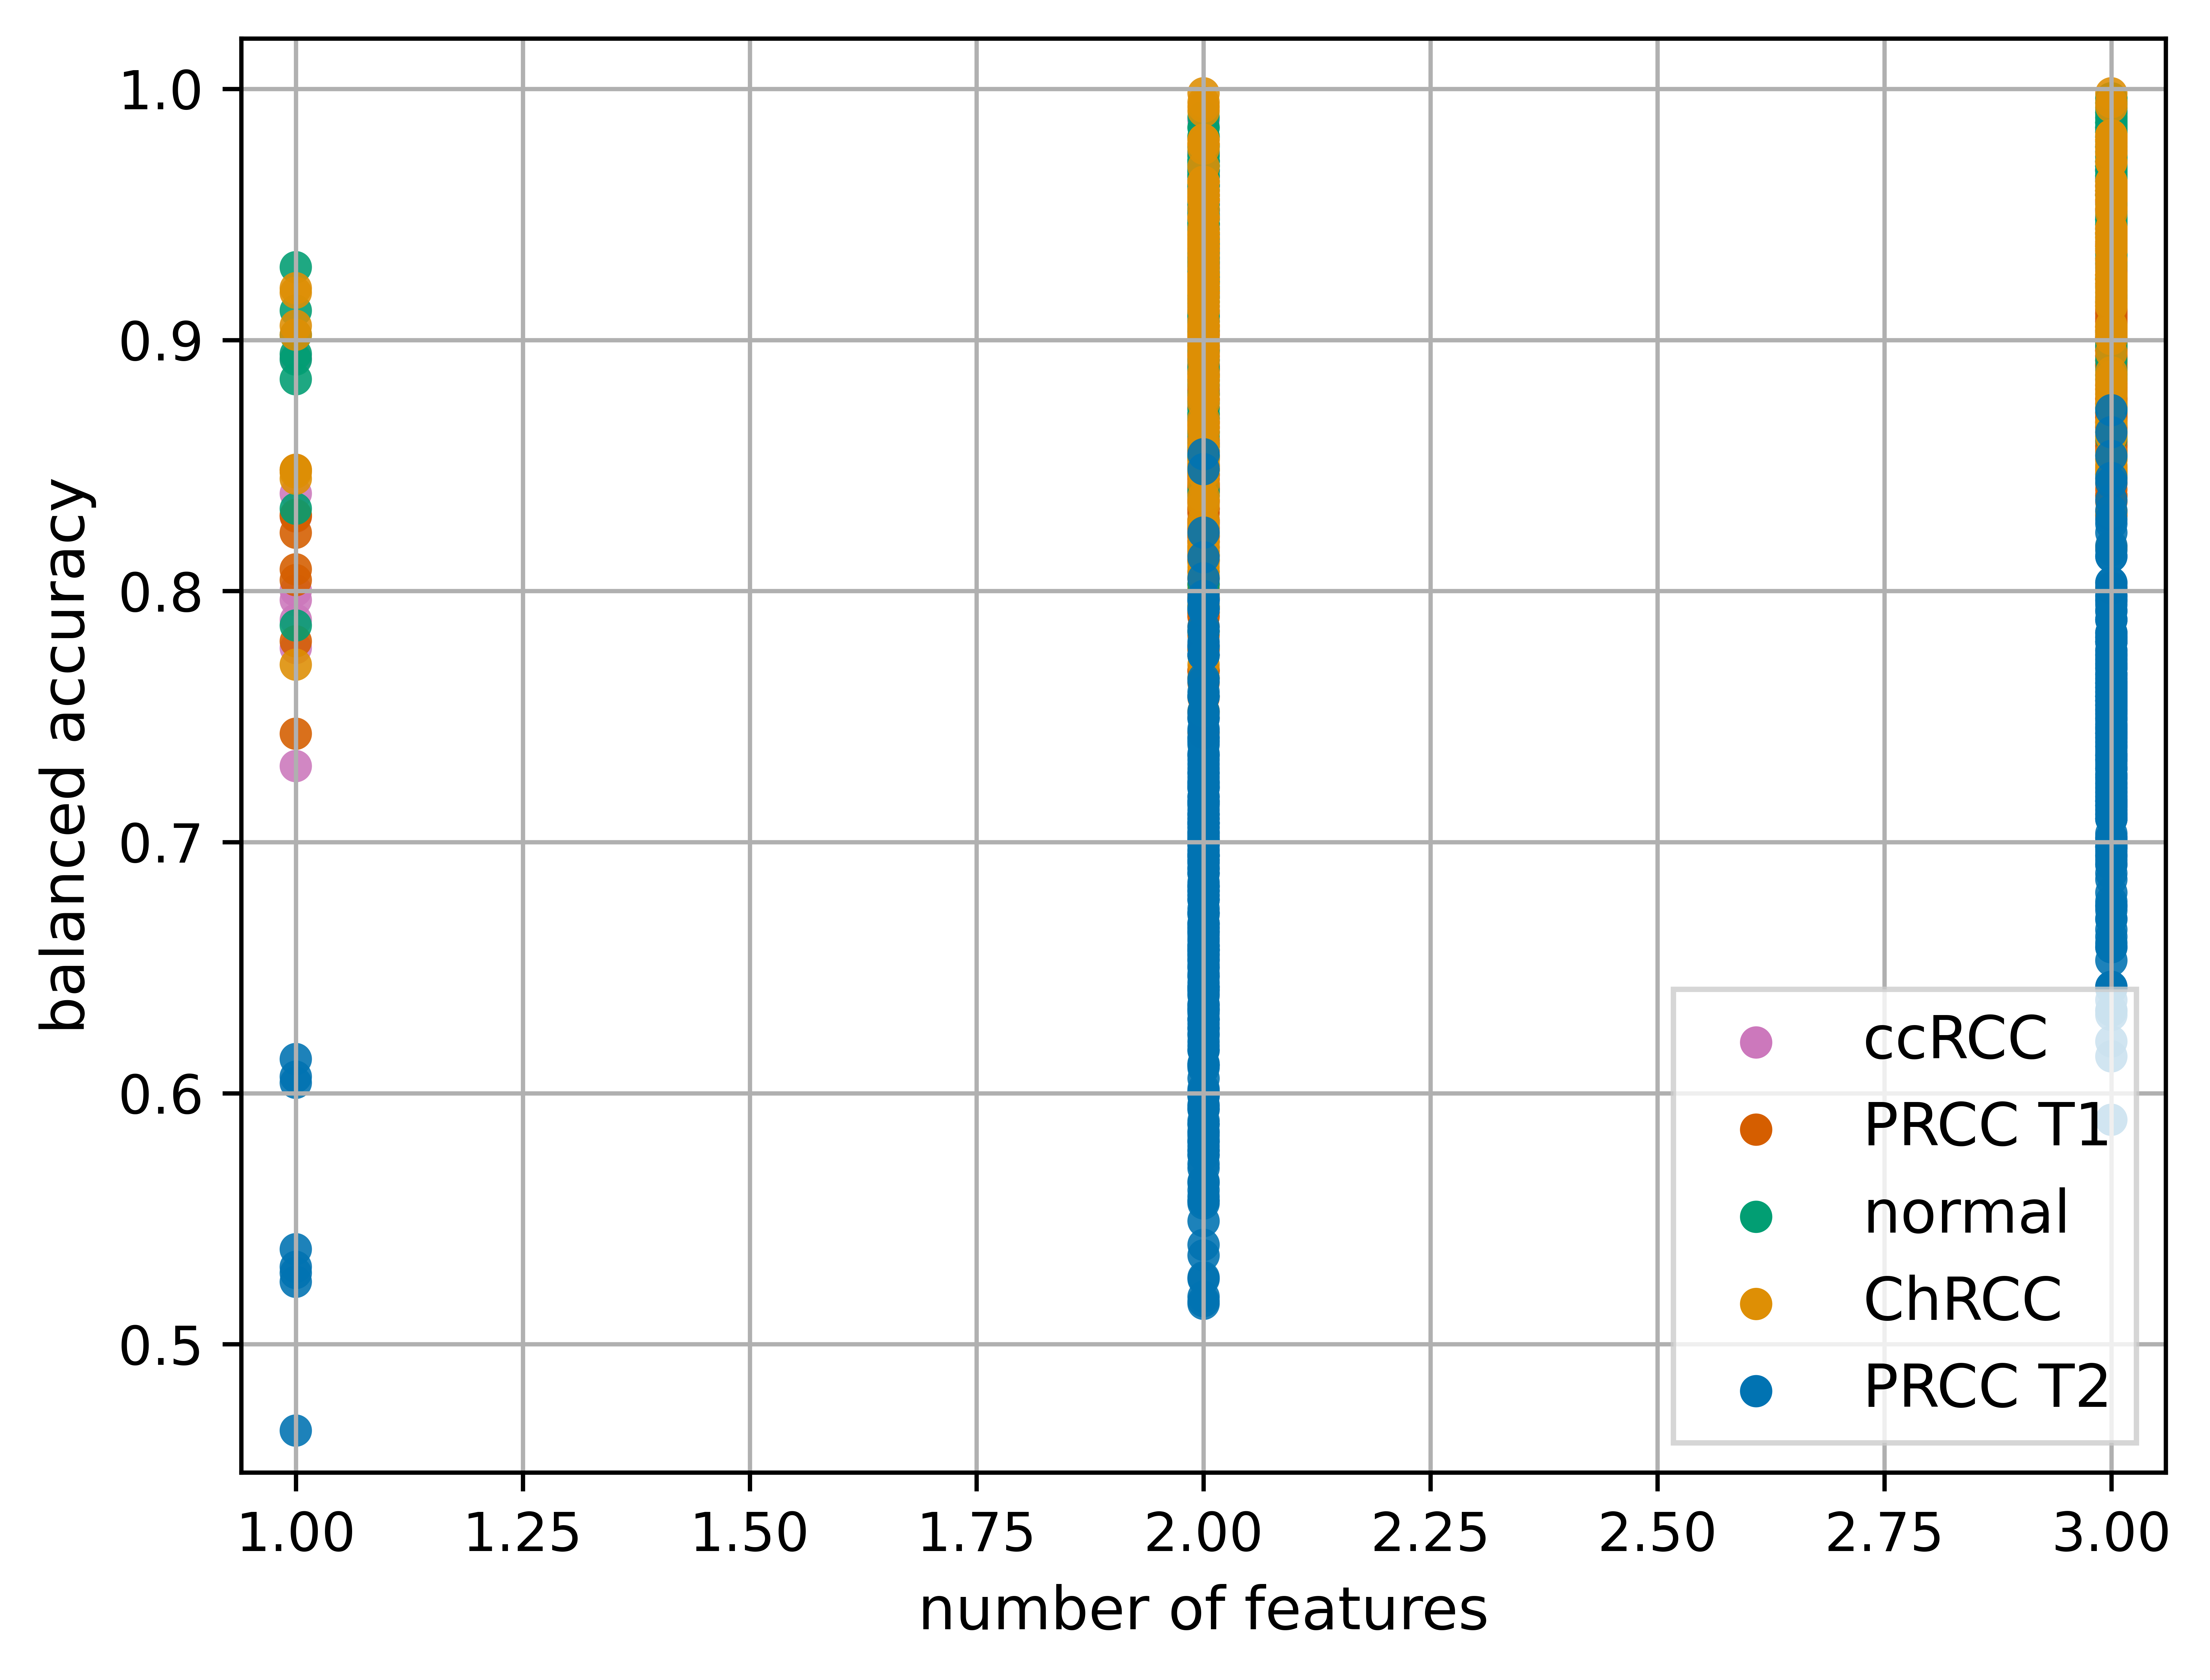 1.0
0.9
0.8
0.7
0.6
0.5
balanced accuracy
ccRCC
PRCC T1
normal
ChRCC
PRCC T2
1.00 1.25 1.50 1.75 2.00 2.25 2.50 2.75 3.00
number of features